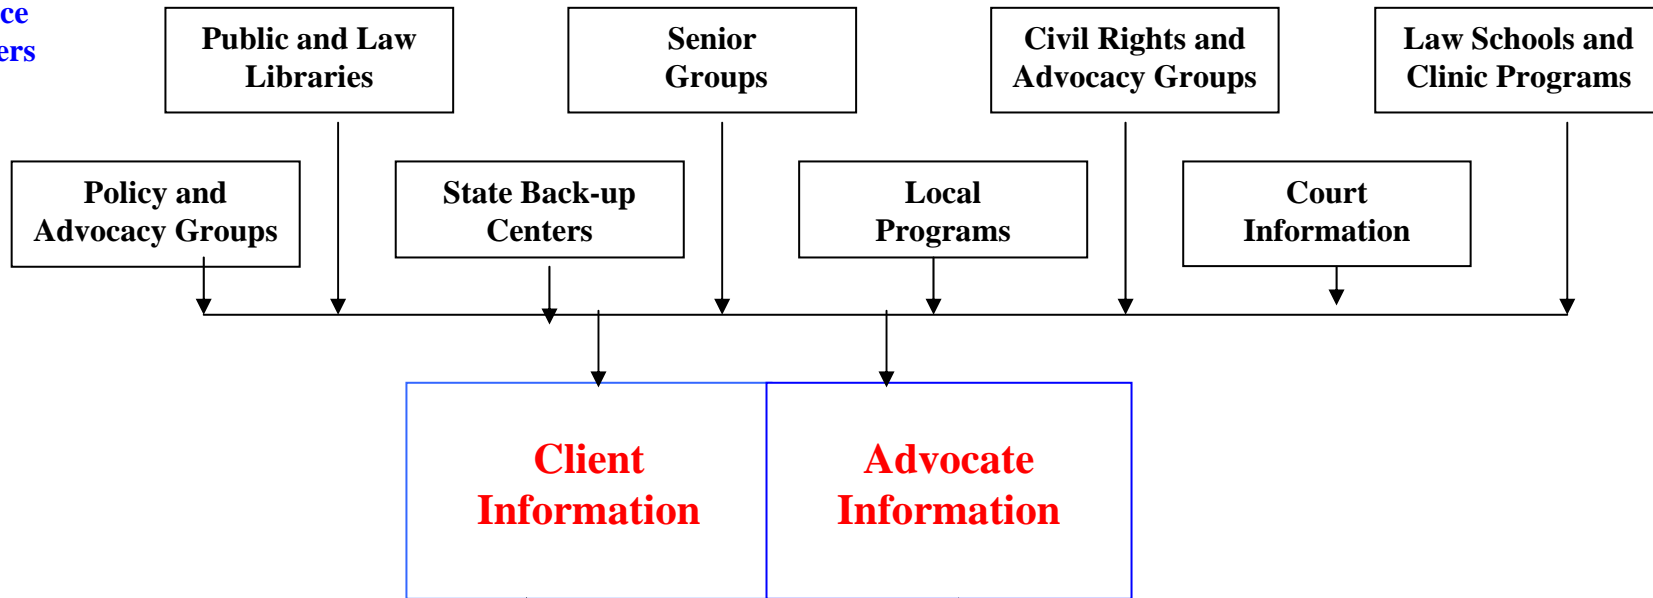 ce
ers
Public and Law
Libraries
Senior
Groups
Civil Rights and
Advocacy Groups
Law Schools and
Clinic Programs
Policy and
Advocacy Groups
State Back-up
Centers
Local
Programs
Court
Information
Client
Information
Advocate
Information